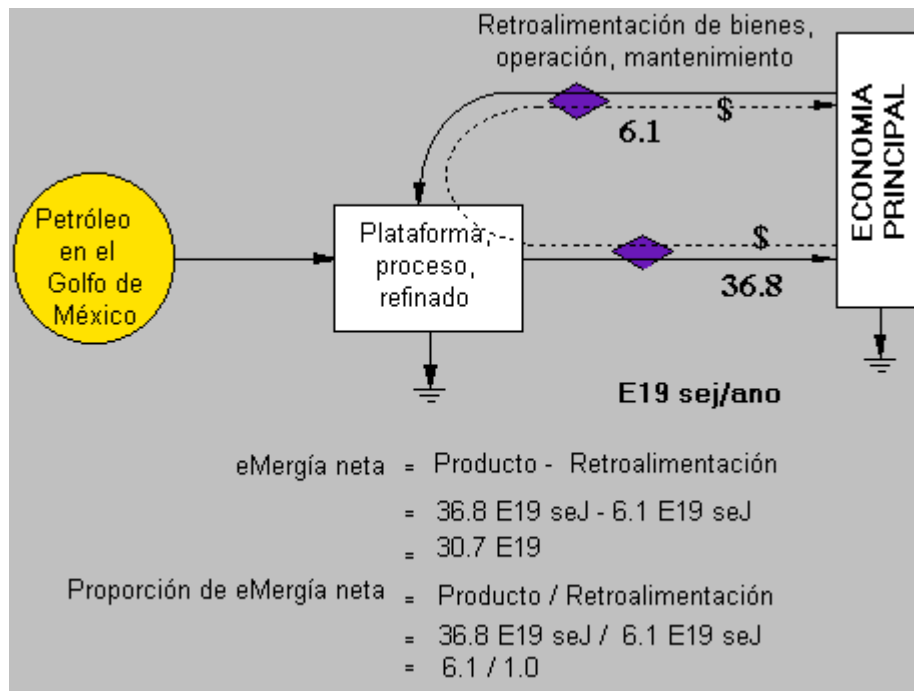 Retroalimentación de bienes,
operación, mantenimiento
$
6.1
ECONOMIA
PRINCIPAL
Petróleo
en el
Golfo de
México
Plataforma,
proceso,
refinado
$
36.8
E19 sej/ano
eMergía neta = Producto - Retroalimentación
= 36.8 E19 seJ - 6.1 E19 seJ
= 30.7 E19
Proporción de eMergía neta = Producto / Retroalimentación
= 36.8 E19 seJ / 6.1 E19 seJ
= 6.1 / 1.0